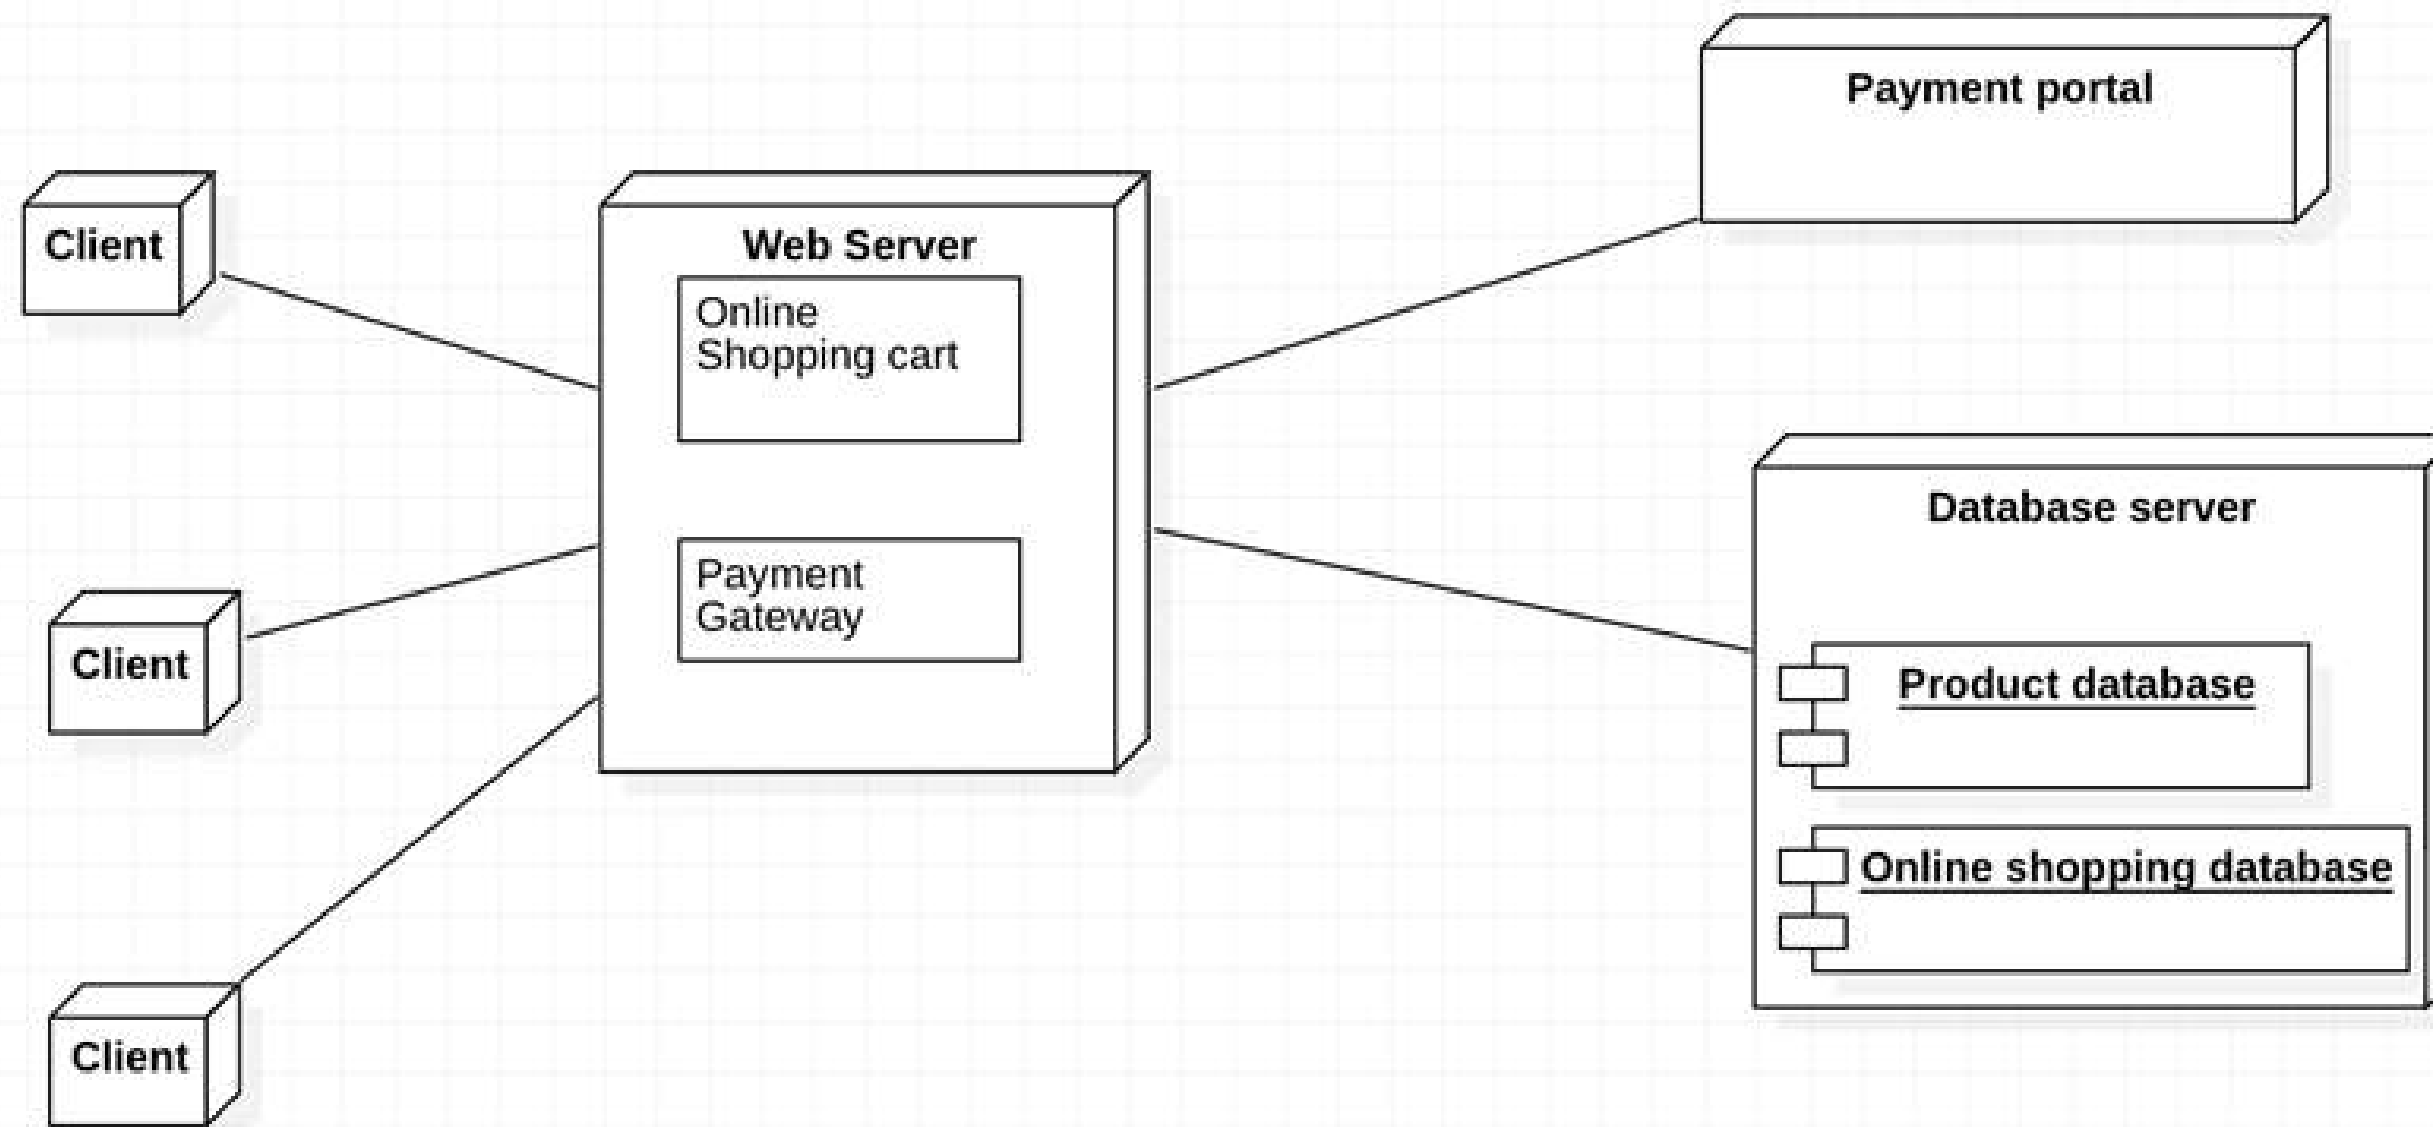 Payment portal
Client
Web Server
Online
Shopping cart
Database server
Payment
Gateway
Client
Product database
Online shopping database
Client